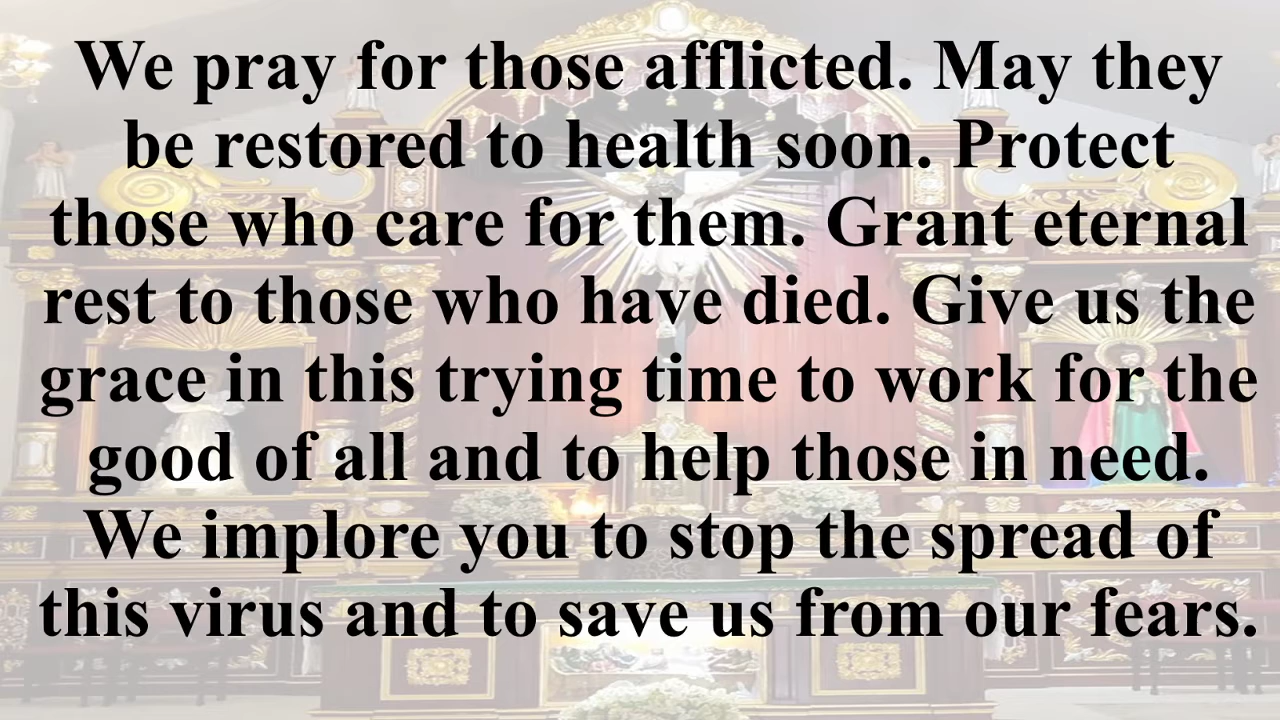 We pray for those afflicted. May they
be restored to health soon. Protect
those who care for them. Grant eternal
rest to those who have died. Give us the
grace in this trying time to work for the
good of all and to help those in need.
We implore you to stop the spread of
this virus and to save us from our fears.